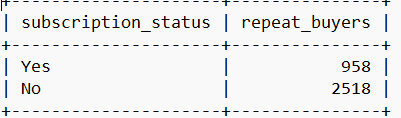 +---------------------+---------------+
| subscription_status | repeat_buyers |
+---------------------+---------------+
| Yes                 |           958 |
| No                  |          2518 |
+---------------------+---------------+